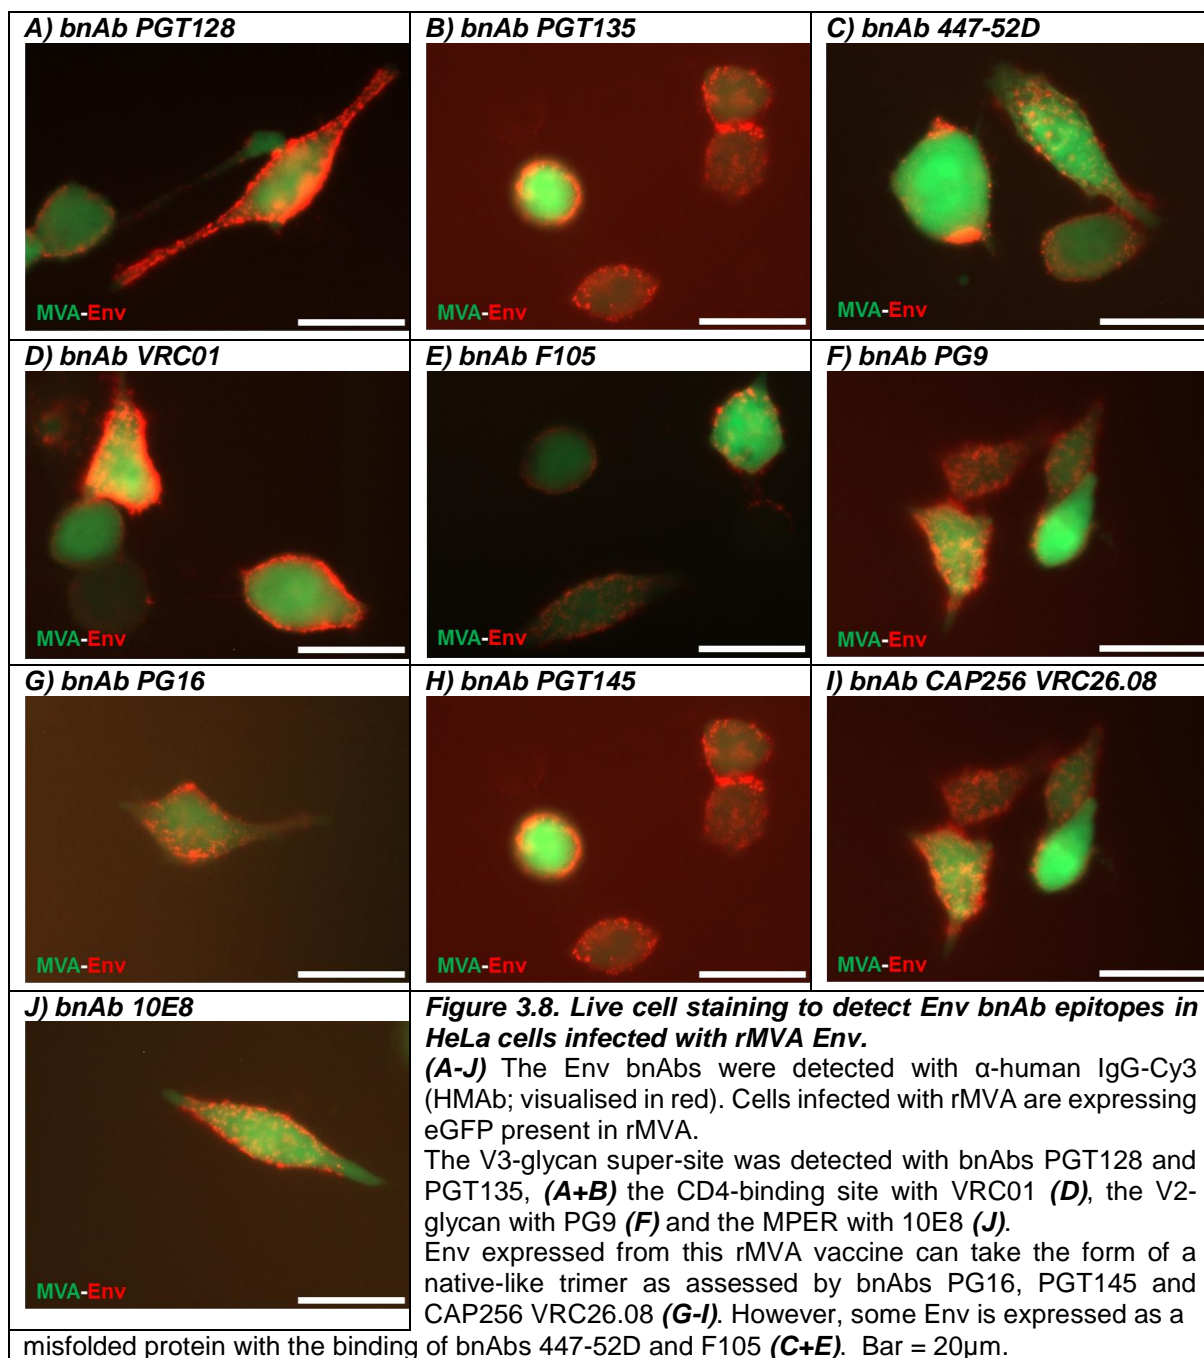 A) bnAb PGT128
B) bnAb PGT135
C) bnAb 447-52D
MVA-Env
MVA-Env
MVA-Env
D) bnAb VRC01
E) bnAb F105
F) bnAb PG9
MVA-Env
MVA-Env
MVA-Env
G) bnAb PG16
H) bnAb PGT145
I) bnAb CAP256 VRC26.08
MVA-Env
MVA-Env
MVA-Env
J) bnAb 10E8
MVA-Env
Figure 3.8. Live cell staining to detect Env bnAb epitopes in
HeLa cells infected with rMVA Env.
(A-J) The Env bnAbs were detected with α-human IgG-Cy3
(HMAb; visualised in red). Cells infected with rMVA are expressing
eGFP present in rMVA.
The V3-glycan super-site was detected with bnAbs PGT128 and
PGT135, (A+B) the CD4-binding site with VRC01 (D), the V2-
glycan with PG9 (F) and the MPER with 10E8 (J).
Env expressed from this rMVA vaccine can take the form of a
native-like trimer as assessed by bnAbs PG16, PGT145 and
CAP256 VRC26.08 (G-I). However, some Env is expressed as a
misfolded protein with the binding of bnAbs 447-52D and F105 (C+E). Bar = 20µm.